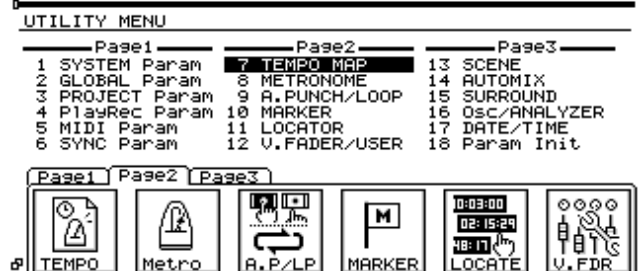 UTILITY MENU
Page1 Page2 Page3
1 SYSTEM Param 7 TEMPO MAP 13 SCENE
2 GLOBAL Param 8 METRONOME 14 AUTOMIX
3 PROJECT Param 9 A.PUNCH/LOOP 15 SURROUND
4 PlayRec Param 10 MARKER 16 Osc/ANALYZER
5 MIDI Param 11 LOCATOR 17 DATE/TIME
6 SYNC Param 12 V.FADER/USER 18 Param Init
Page1 Page2 Page3
M 0:03:00
02:15:29
48:17
TEMPO Metro A.P/LP MARKER LOCATE V.FDR